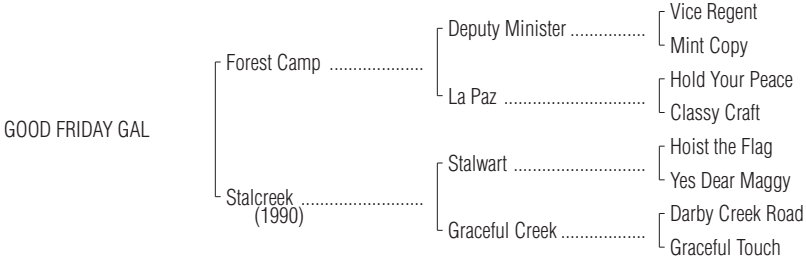 Vice Regent
Deputy Minister ................
Mint Copy
Forest Camp ....................
Hold Your Peace
La Paz ..............................
Classy Craft
GOOD FRIDAY GAL
Hoist the Flag
Stalwart ............................
Yes Dear Maggy
Stalcreek ..........................
(1990)
Darby Creek Road
Graceful Creek ..................
Graceful Touch